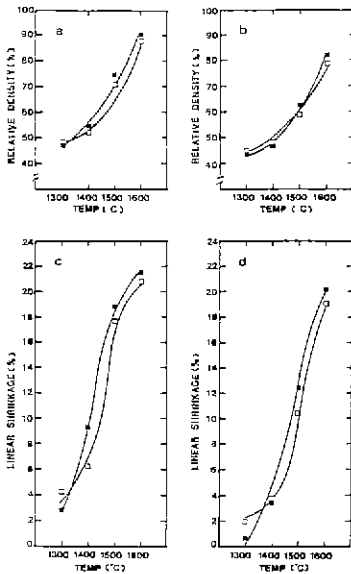 a
b
RELATIVE DENSITY (%)
100
90
80
70
60
50
40
1300 1400 1500 1600
TEMP (°C)
RELATIVE DENSITY (%)
100
90
80
70
60
50
40
1300 1400 1500 1600
TEMP (°C)
c
d
LINEAR SHRINKAGE (%)
22
20
18
16
14
12
10
8
6
4
2
0
1300 1400 1500 1600
TEMP (°C)
LINEAR SHRINKAGE (%)
22
20
18
16
14
12
10
8
6
4
2
0
1300 1400 1500 1600
TEMP (°C)